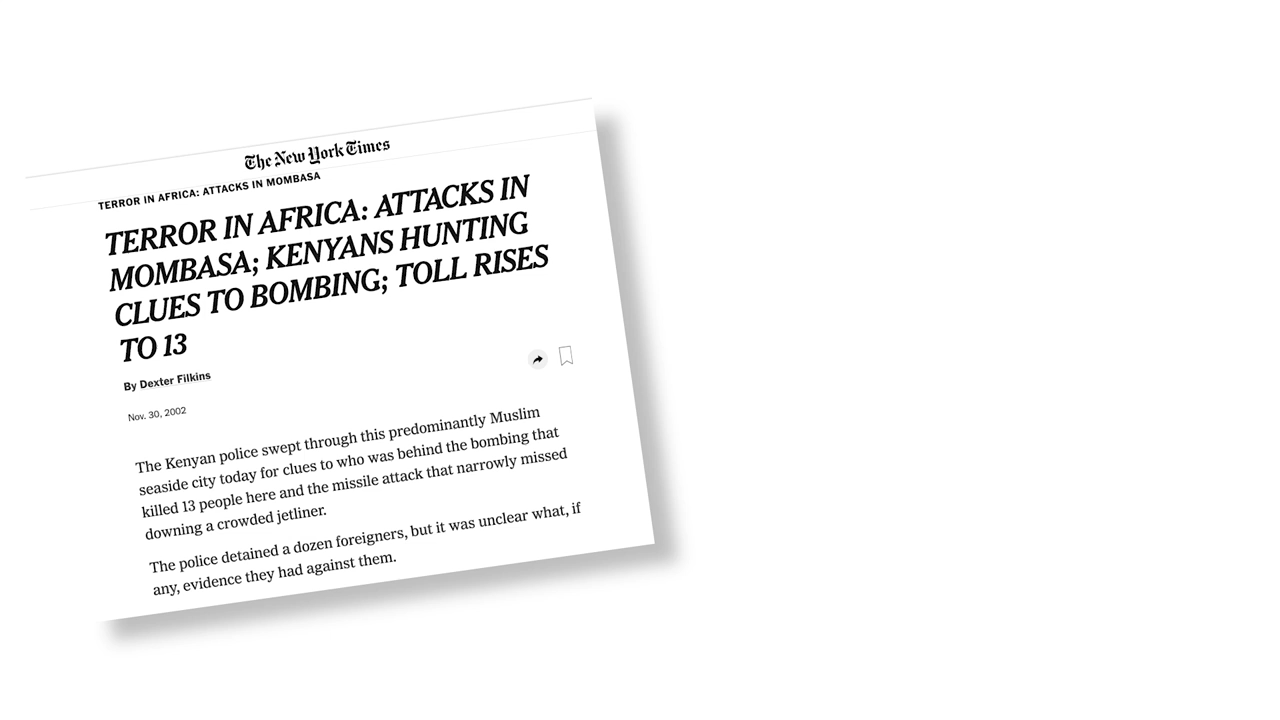 The New York Times
TERROR IN AFRICA: ATTACKS IN MOMBASA
TERROR IN AFRICA: ATTACKS IN
MOMBASA; KENYANS HUNTING
CLUES TO BOMBING; TOLL RISES
TO 13
By Dexter Filkins
Nov. 30, 2002
The Kenyan police swept through this predominantly Muslim
seaside city today for clues to who was behind the bombing that
killed 13 people here and the missile attack that narrowly missed
downing a crowded jetliner.
The police detained a dozen foreigners, but it was unclear what, if
any, evidence they had against them.